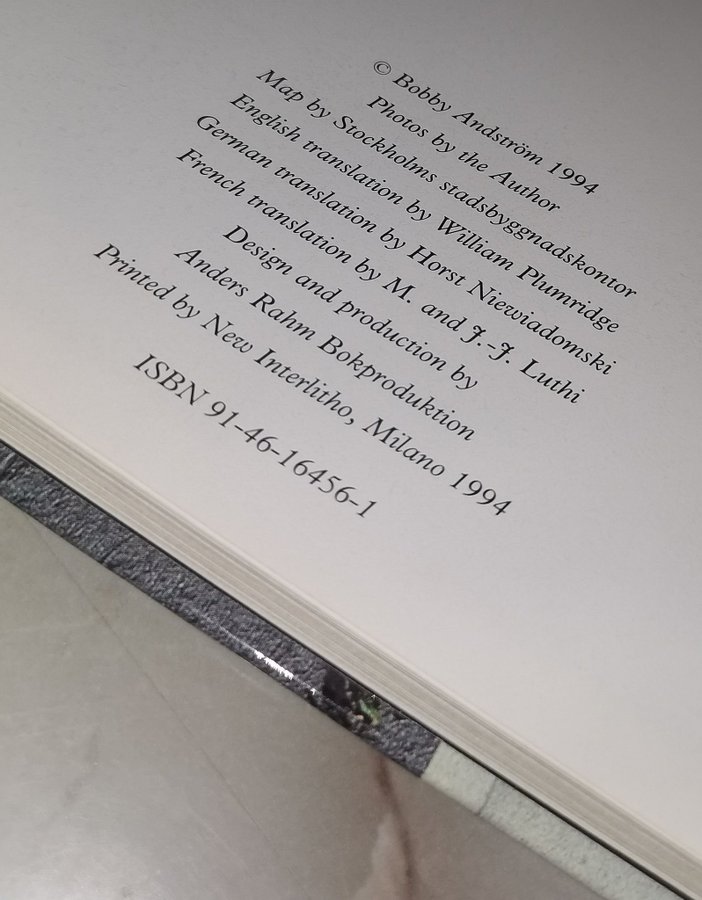 © Bobby Andström 1994
Photos by the Author
Map by Stockholms stadsbyggnadskontor
English translation by William Plumridge
German translation by Horst Niewiadomski
French translation by M. and J.-J. Luthi
Design and production by
Anders Rahm Bokproduktion
Printed by New Interlitho, Milano 1994
ISBN 91-46-16456-1